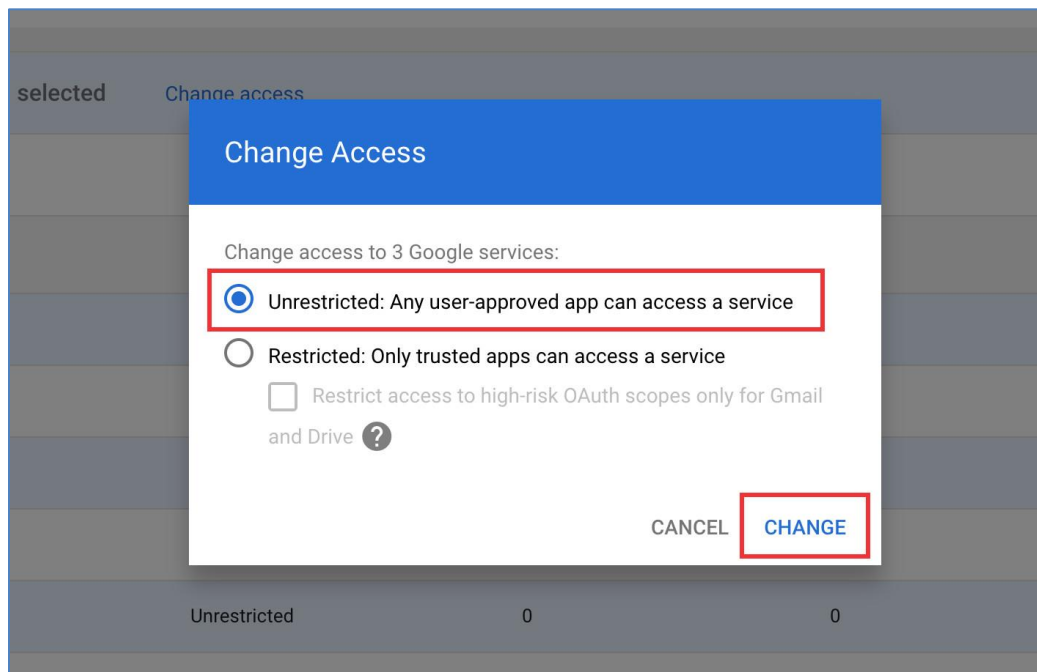 selected Change access
Change Access
Change access to 3 Google services:
Unrestricted: Any user-approved app can access a service
Restricted: Only trusted apps can access a service
Restrict access to high-risk OAuth scopes only for Gmail
and Drive ?
CANCEL CHANGE
Unrestricted 0 0